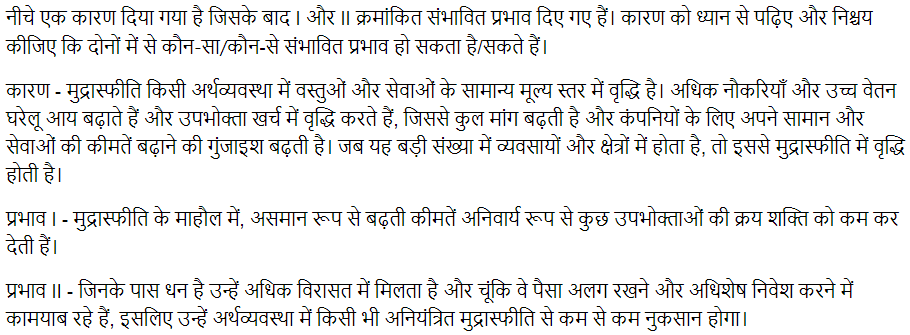 नीचे एक कारण दिया गया है जिसके बाद I और II क्रमांकित संभावित प्रभाव दिए गए हैं। कारण को ध्यान से पढ़िए और निश्चय
कीजिए कि दोनों में से कौन-सा/कौन-से संभावित प्रभाव हो सकता है/सकते हैं।
कारण - मुद्रास्फीति किसी अर्थव्यवस्था में वस्तुओं और सेवाओं के सामान्य मूल्य स्तर में वृद्धि है। अधिक नौकरियाँ और उच्च वेतन
घरेलू आय बढ़ाते हैं और उपभोक्ता खर्च में वृद्धि करते हैं, जिससे कुल मांग बढ़ती है और कंपनियों के लिए अपने सामान और
सेवाओं की कीमतें बढ़ाने की गुंजाइश बढ़ती है। जब यह बड़ी संख्या में व्यवसायों और क्षेत्रों में होता है, तो इससे मुद्रास्फीति में वृद्धि
होती है।
प्रभाव I - मुद्रास्फीति के माहौल में, असमान रूप से बढ़ती कीमतें अनिवार्य रूप से कुछ उपभोक्ताओं की क्रय शक्ति को कम कर
देती हैं।
प्रभाव II - जिनके पास धन है उन्हें अधिक विरासत में मिलता है और चूंकि वे पैसा अलग रखने और अधिशेष निवेश करने में
कामयाब रहे हैं, इसलिए उन्हें अर्थव्यवस्था में किसी भी अनियंत्रित मुद्रास्फीति से कम से कम नुकसान होगा।